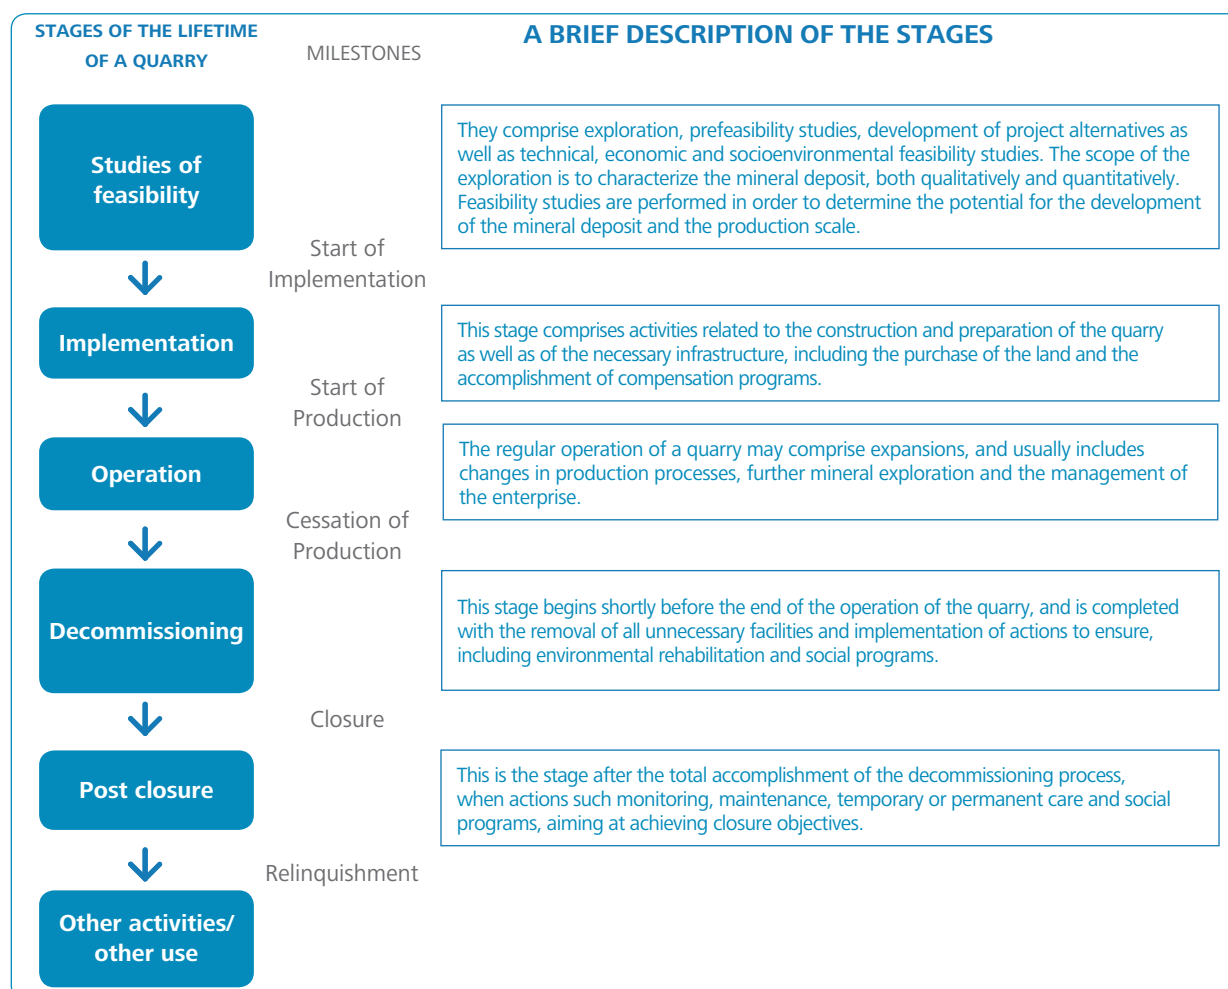 STAGES OF THE LIFETIME
OF A QUARRY
MILESTONES
A BRIEF DESCRIPTION OF THE STAGES
Studies of
feasibility
They comprise exploration, prefeasibility studies, development of project alternatives as
well as technical, economic and socioenvironmental feasibility studies. The scope of the
exploration is to characterize the mineral deposit, both qualitatively and quantitatively.
Feasibility studies are performed in order to determine the potential for the development
of the mineral deposit and the production scale.
Start of
Implementation
Implementation
This stage comprises activities related to the construction and preparation of the quarry
as well as of the necessary infrastructure, including the purchase of the land and the
accomplishment of compensation programs.
Start of
Production
Operation
The regular operation of a quarry may comprise expansions, and usually includes
changes in production processes, further mineral exploration and the management of
the enterprise.
Cessation of
Production
Decommissioning
This stage begins shortly before the end of the operation of the quarry, and is completed
with the removal of all unnecessary facilities and implementation of actions to ensure,
including environmental rehabilitation and social programs.
Closure
Post closure
This is the stage after the total accomplishment of the decommissioning process,
when actions such monitoring, maintenance, temporary or permanent care and social
programs, aiming at achieving closure objectives.
Relinquishment
Other activities/
other use